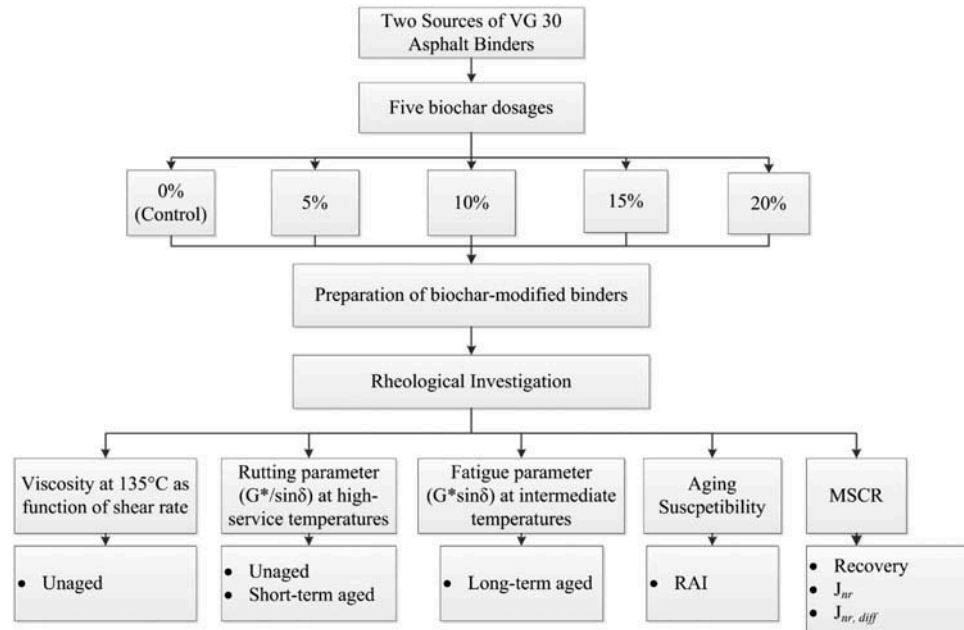 Two Sources of VG 30
Asphalt Binders
Five biochar dosages
0%
(Control)
5%
10%
15%
20%
Preparation of biochar-modified binders
Rheological Investigation
Viscosity at 135°C as
function of shear rate
Rutting parameter
(G*/sinδ) at high-
service temperatures
Fatigue parameter
(G*sinδ) at intermediate
temperatures
Aging
Suscpetibility
MSCR
• Unaged
• Unaged
• Short-term aged
• Long-term aged
• RAI
• Recovery
• Jnr
• Jnr, diff